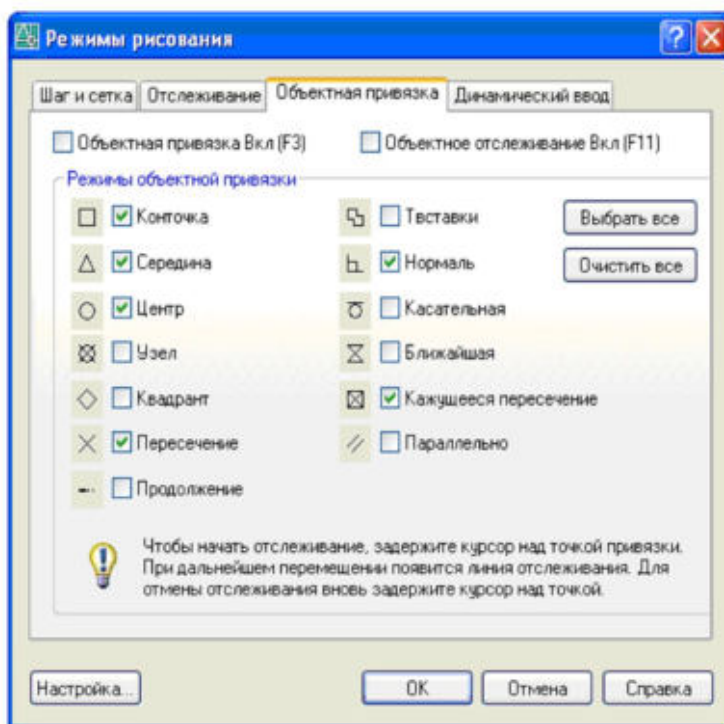 Режимы рисования
Шаг и сетка Отслеживание Объектная привязка Динамический ввод
Объектная привязка Вкл (F3) Объектное отслеживание Вкл (F11)
Режимы объектной привязки
Конточка Твставки Выбрать все
Середина Нормаль Очистить все
Центр Касательная
Узел Ближайшая
Квадрант Кажущееся пересечение
Пересечение Параллельно
Продолжение
Чтобы начать отслеживание, задержите курсор над точкой привязки.
При дальнейшем перемещении появится линия отслеживания. Для
отмены отслеживания вновь задержите курсор над точкой.
Настройка... OK Отмена Справка